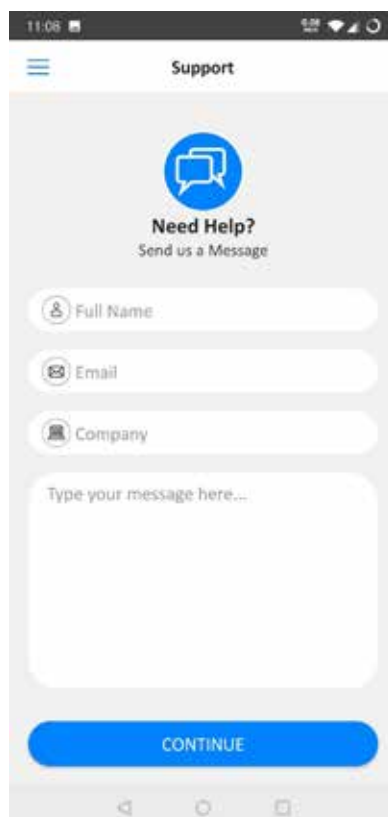 11:08
Support
Need Help?
Send us a Message
Full Name
Email
Company
Type your message here...
CONTINUE